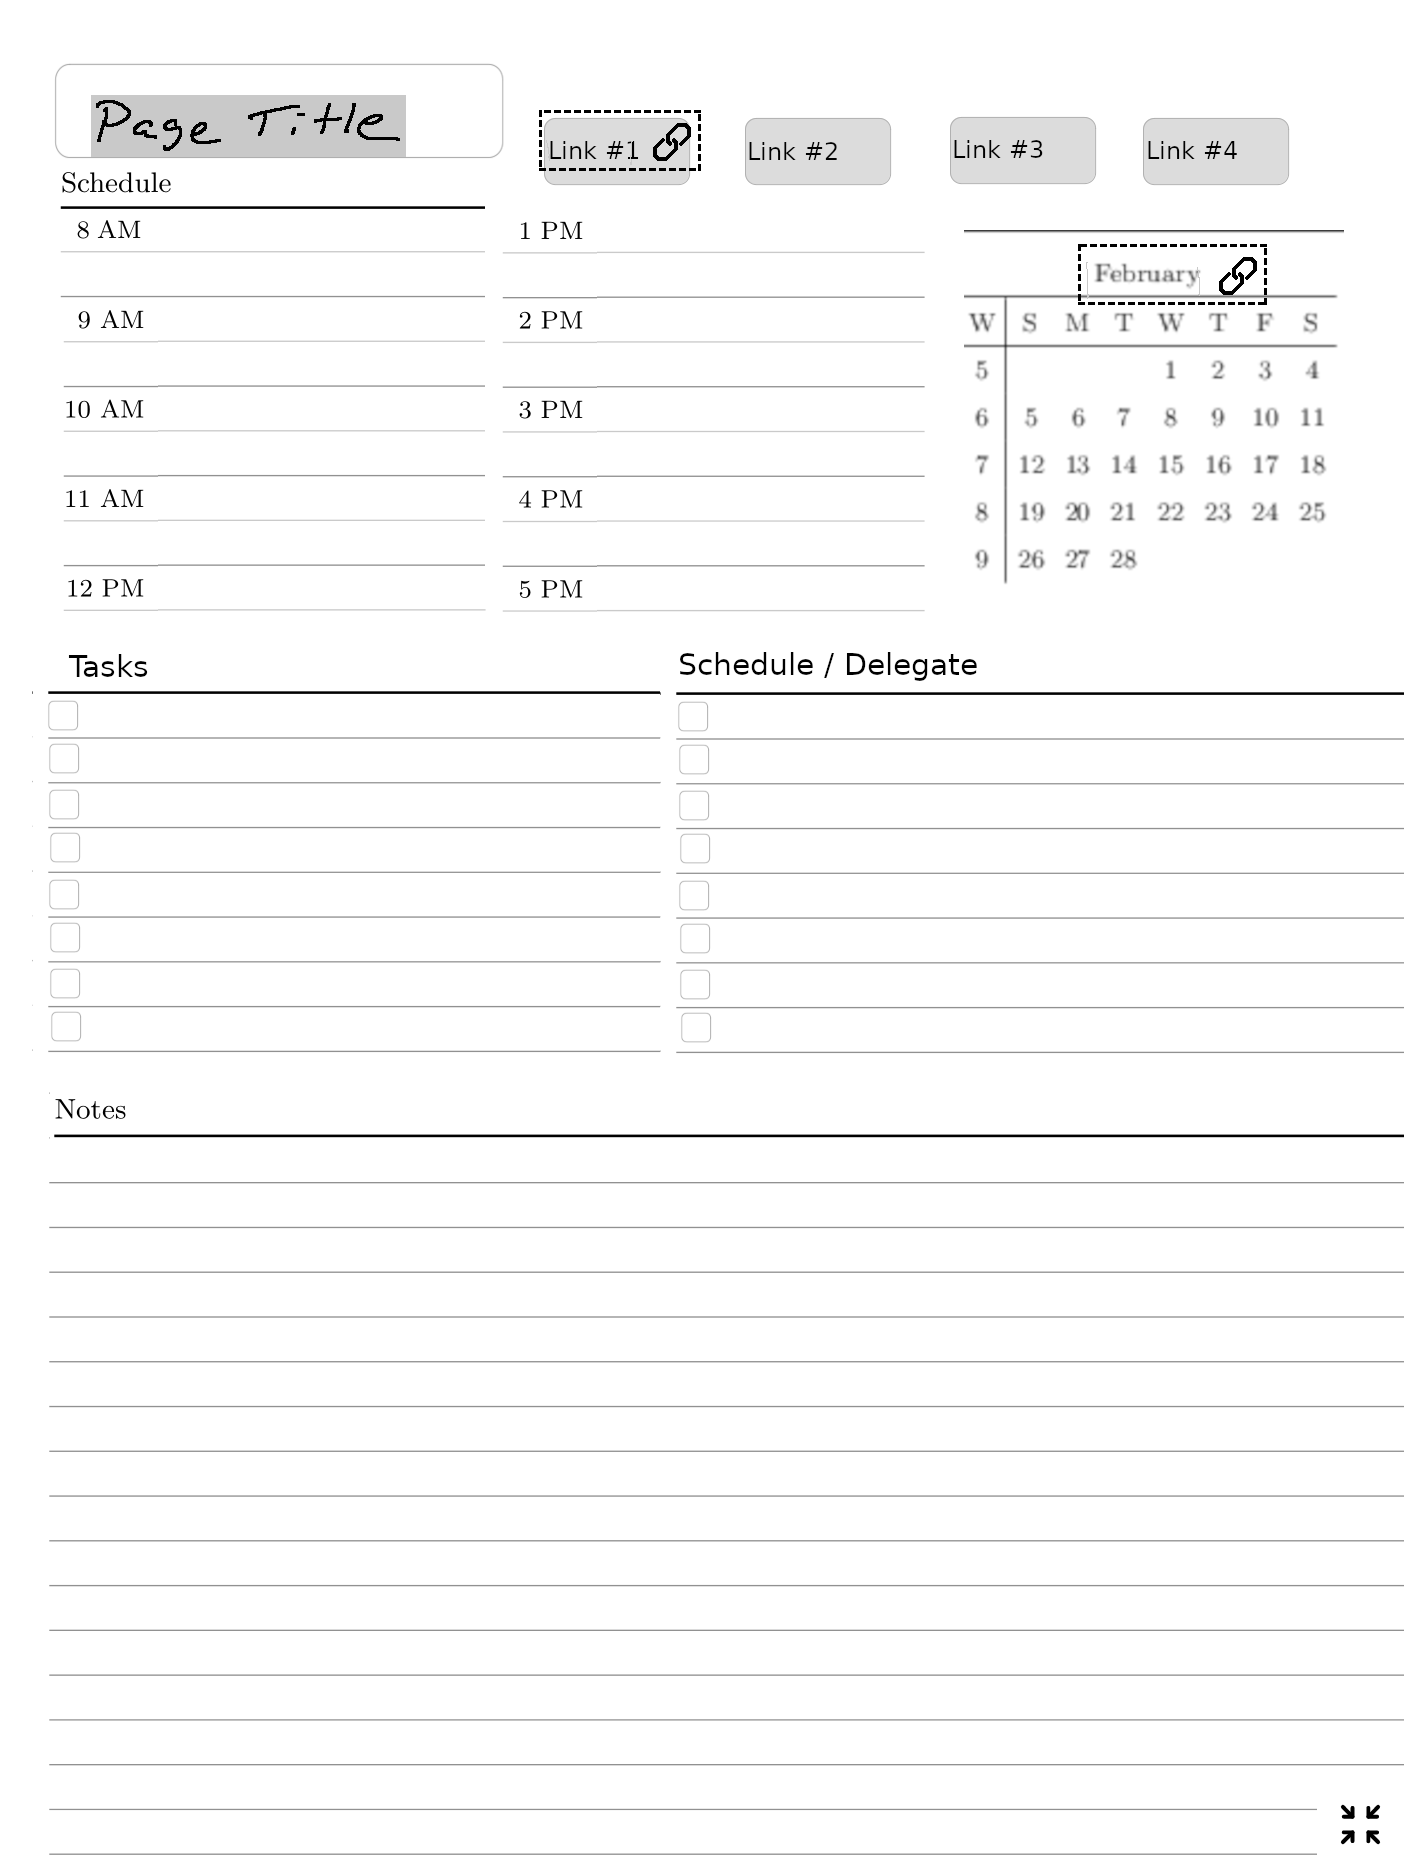 Page Title
Link #1
Link #2
Link #3
Link #4
Schedule
8 AM
9 AM
10 AM
11 AM
12 PM
1 PM
2 PM
3 PM
4 PM
5 PM
February
W S M T W T F S
5 1 2 3 4
6 5 6 7 8 9 10 11
7 12 13 14 15 16 17 18
8 19 20 21 22 23 24 25
9 26 27 28
Tasks
Schedule / Delegate
Notes